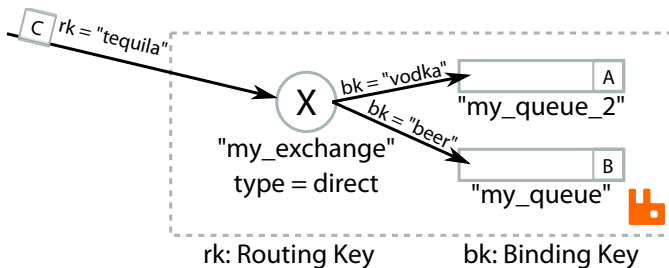 C
rk = "tequila"
X
"my_exchange"
type = direct
bk = "vodka"
bk = "beer"
A
"my_queue_2"
B
"my_queue"
rk: Routing Key
bk: Binding Key